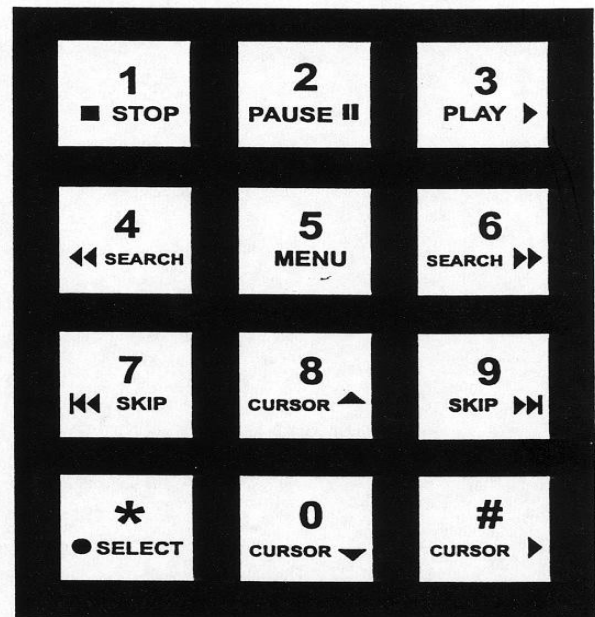 1
■ STOP
2
PAUSE ⏸
3
PLAY ▶
4
◀◀ SEARCH
5
MENU
6
SEARCH ▶▶
7
⏮ SKIP
8
CURSOR ▲
9
SKIP ⏭
*
● SELECT
0
CURSOR ▼
#
CURSOR ▶